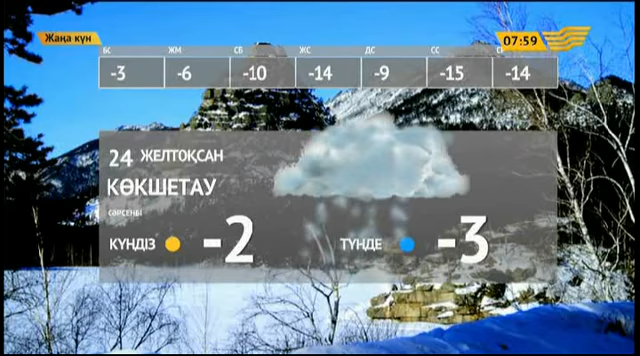 Жаңа күн
07:59
БС ЖМ СБ ЖС ДС СС
-3 -6 -10 -14 -9 -15 -14
24 ЖЕЛТОҚСАН
КӨКШЕТАУ
сәрсенбі
КҮНДІЗ -2 ТҮНДЕ -3